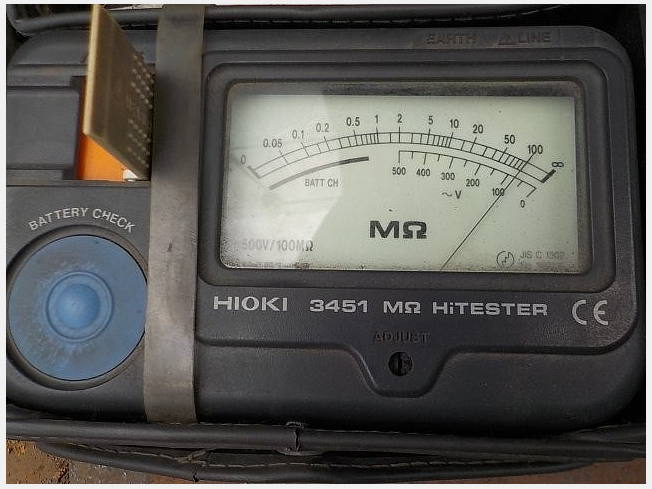 EARTH ⚠LINE
0 0.05 0.1 0.2 0.5 1 2 5 10 20 50 100 ∞
BATT CH
500 400 300 200 100 0
~V
MΩ
500V/100MΩ
JIS C 1302
BATTERY CHECK
HIOKI 3451 MΩ HiTESTER CE
ADJUST